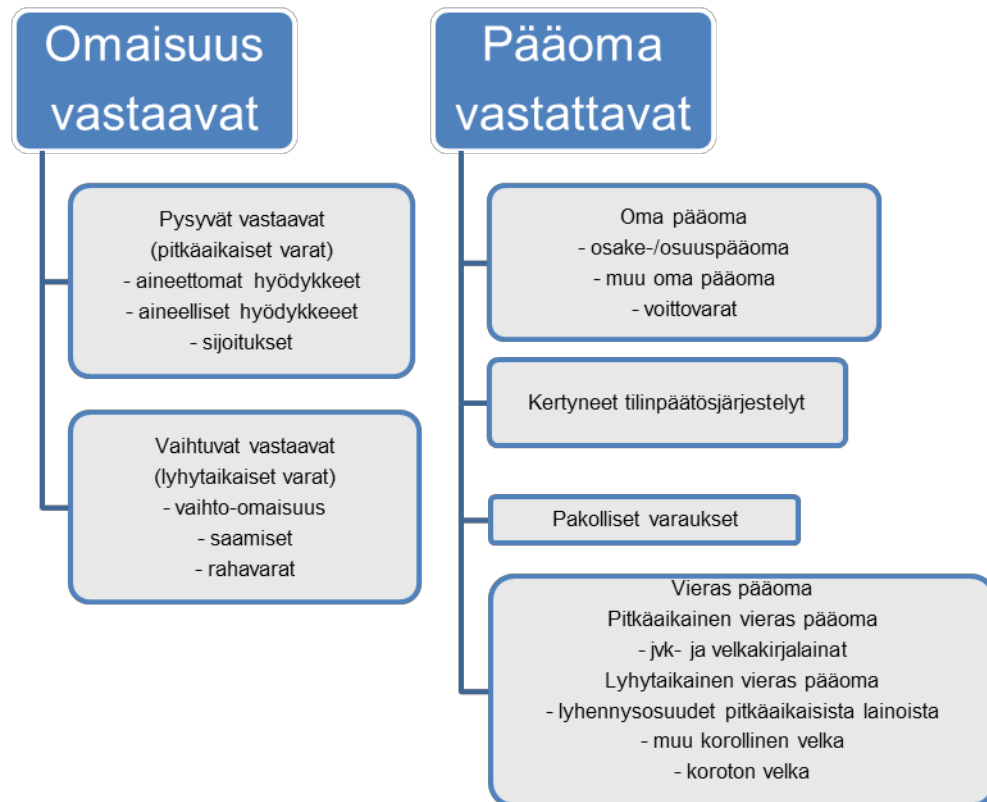 Omaisuus
vastaavat
Pysyvät vastaavat
(pitkäaikaiset varat)
- aineettomat hyödykkeet
- aineelliset hyödykkeeet
- sijoitukset
Vaihtuvat vastaavat
(lyhytaikaiset varat)
- vaihto-omaisuus
- saamiset
- rahavarat
Pääoma
vastattavat
Oma pääoma
- osake-/osuuspääoma
- muu oma pääoma
- voittovarat
Kertyneet tilinpäätösjärjestelyt
Pakolliset varaukset
Vieras pääoma
Pitkäaikainen vieras pääoma
- jvk- ja velkakirjalainat
Lyhytaikainen vieras pääoma
- lyhennysosuudet pitkäaikaisista lainoista
- muu korollinen velka
- koroton velka